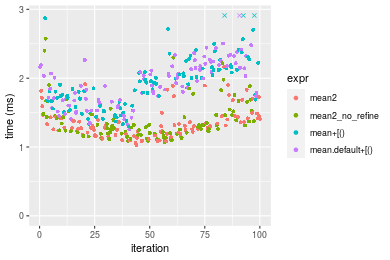 3
2
1
0
time (ms)
0
25
50
75
100
iteration
expr
mean2
mean2_no_refine
mean+[()
mean.default+[()